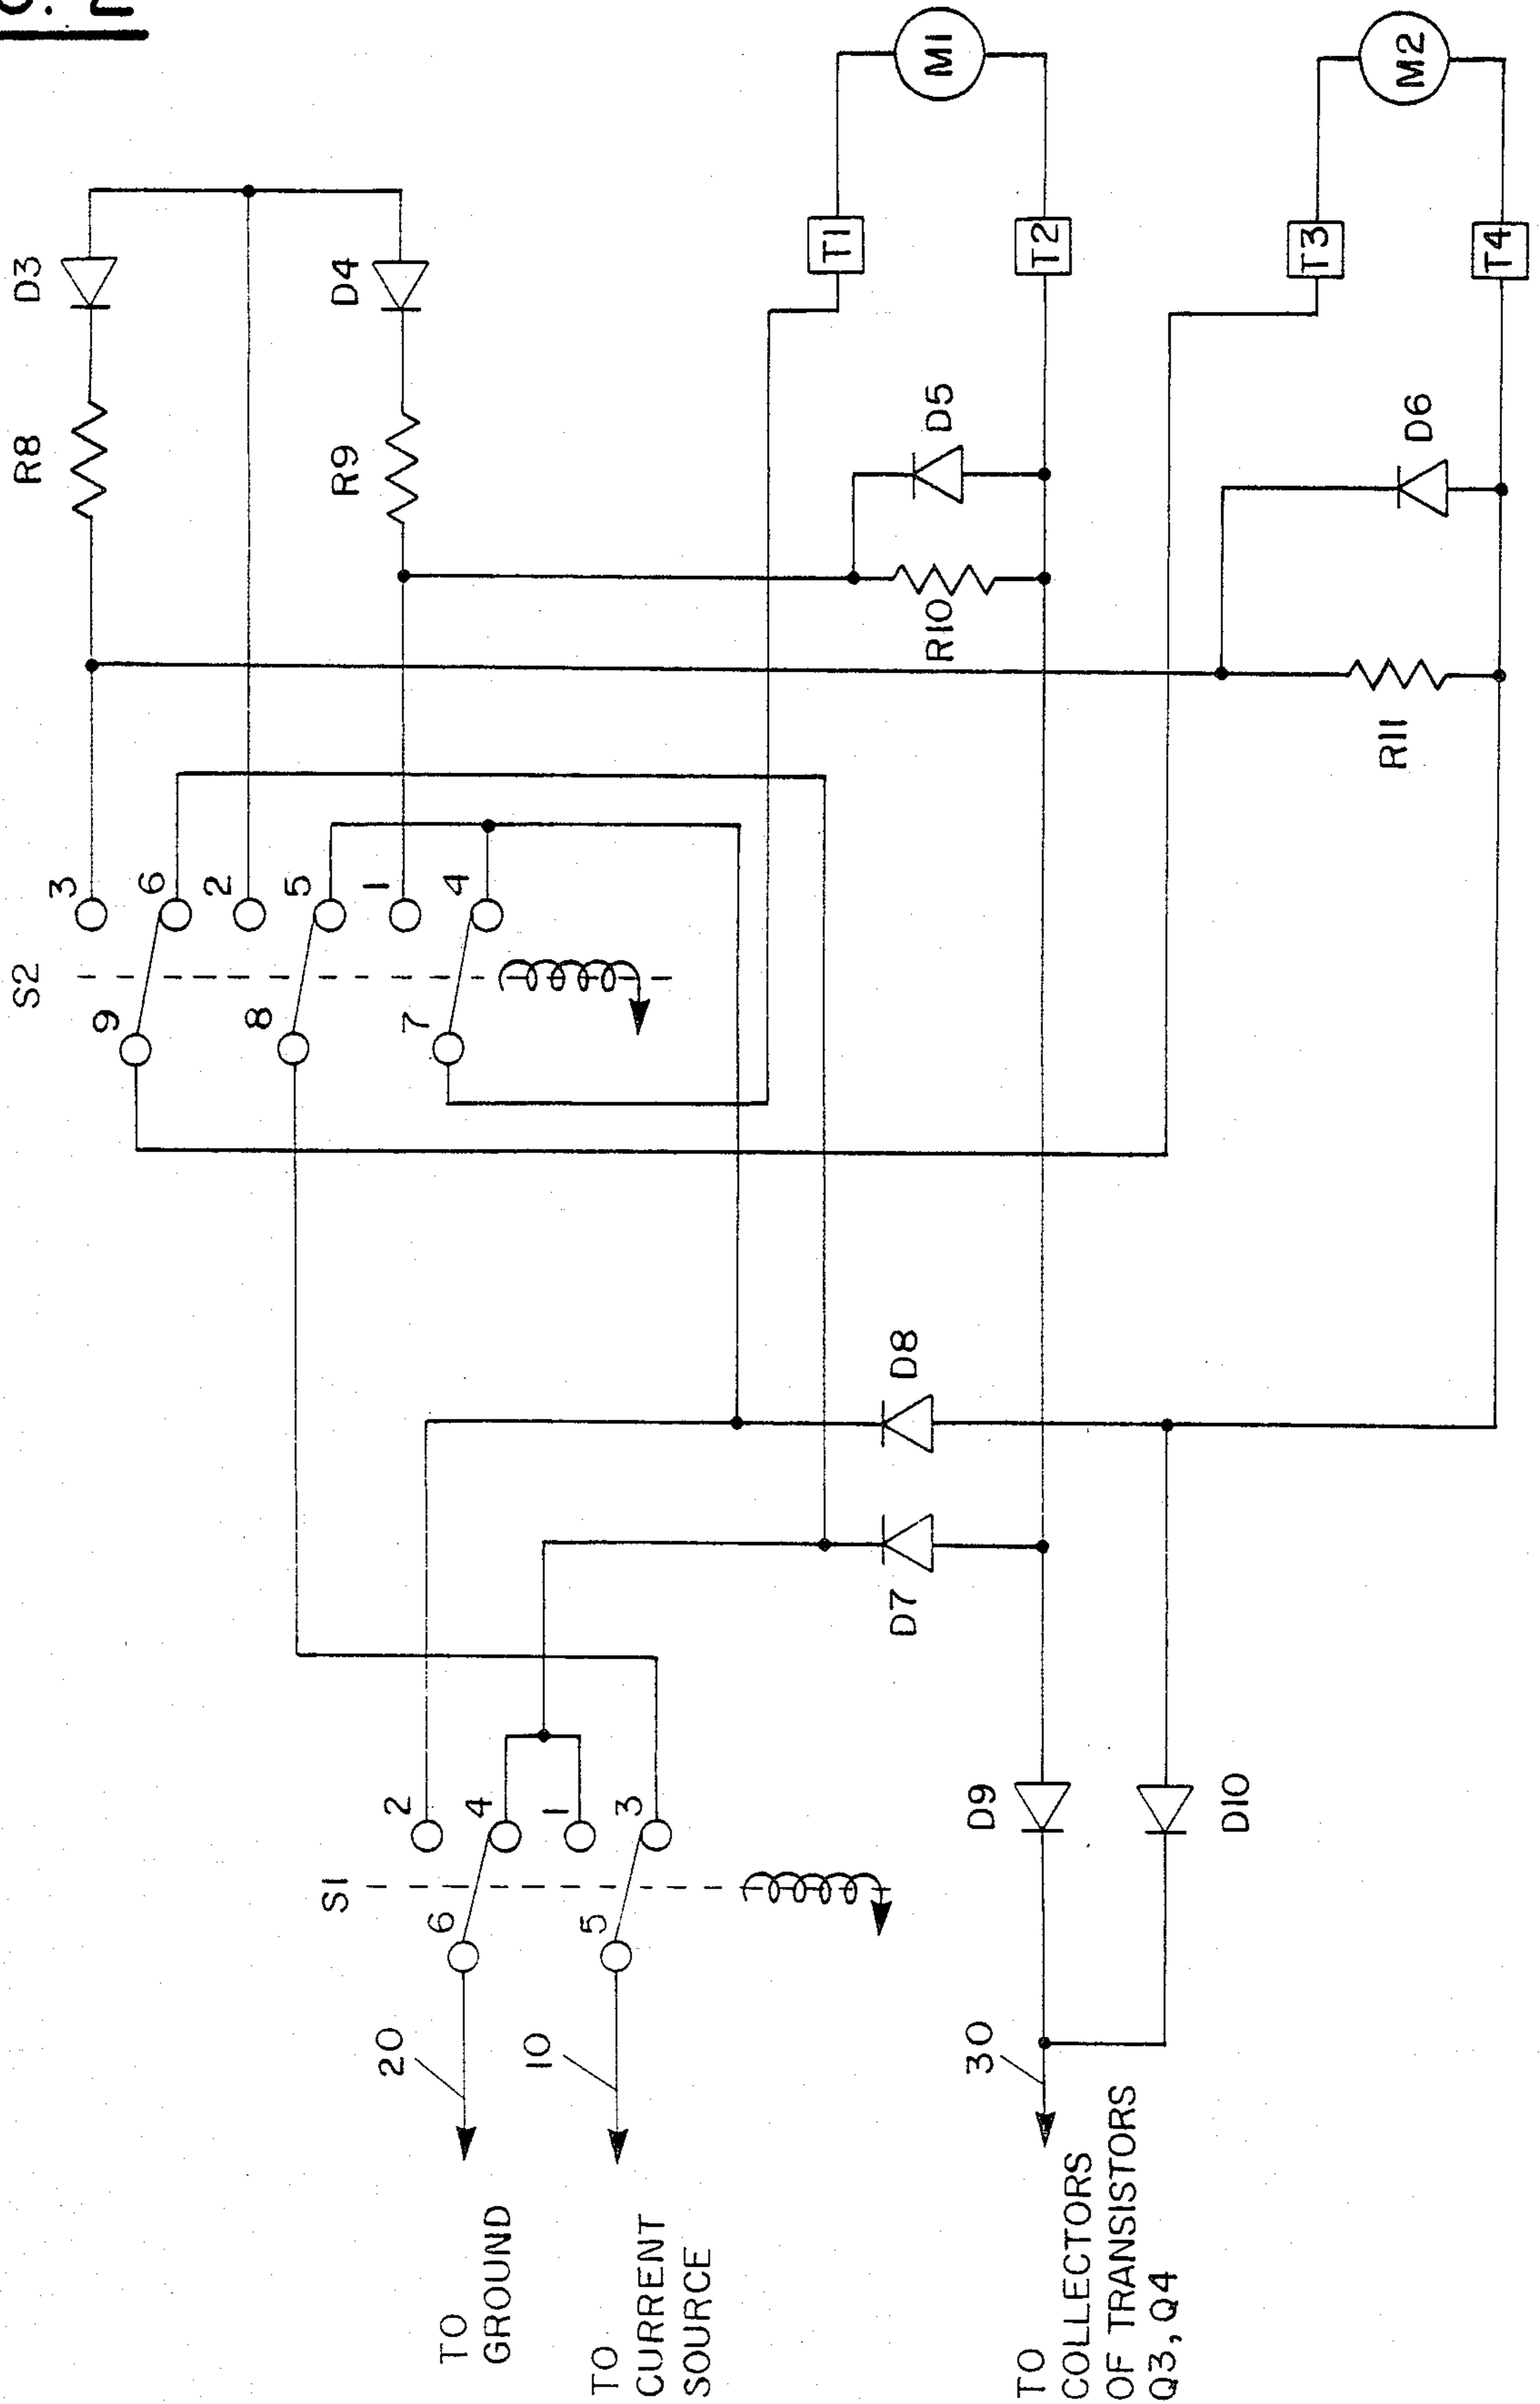 D3
R8
D4
R9
S2
3
6
2
5
1
4
9
8
7
M1
T1
T2
D5
R10
M2
T3
T4
D6
R11
D8
D7
S1
2
4
1
3
6
5
20
10
TO
GROUND
TO
CURRENT
SOURCE
D9
D10
30
TO
COLLECTORS
OF TRANSISTORS
Q3, Q4